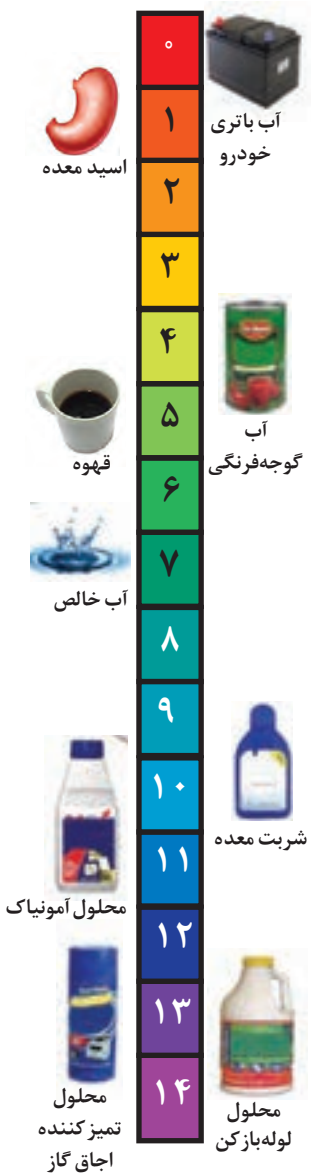 ۰
آب باتری
خودرو
۱
اسید معده
۲
۳
۴
آب
گوجه‌فرنگی
۵
قهوه
۶
۷
آب خالص
۸
۹
۱۰
شربت معده
۱۱
محلول آمونیاک
۱۲
۱۳
۱۴
محلول
لوله‌بازکن
محلول
تمیزکننده
اجاق گاز